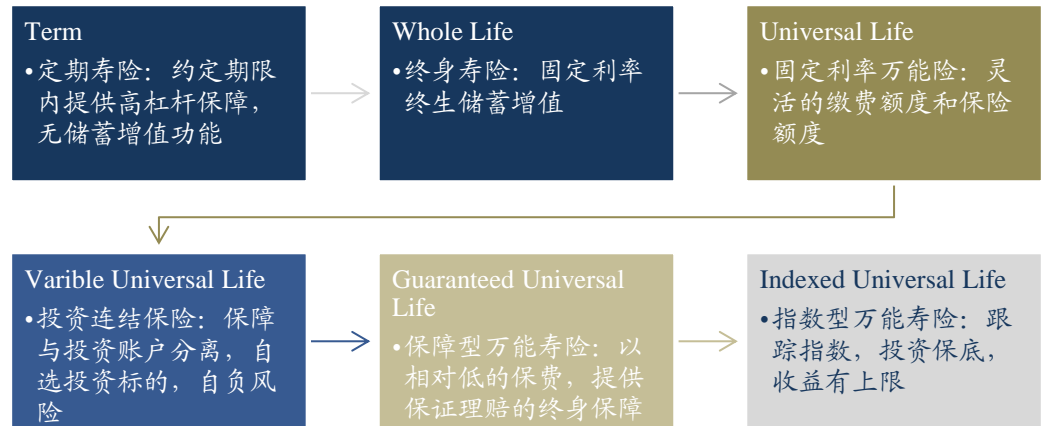 Term
•定期寿险：约定期限
内提供高杠杆保障，
无储蓄增值功能
Whole Life
•终身寿险：固定利率
终生储蓄增值
Universal Life
•固定利率万能险：灵
活的缴费额度和保险
额度
Varible Universal Life
•投资连结保险：保障
与投资账户分离，自
选投资标的，自负风
险
Guaranteed Universal
Life
•保障型万能寿险：以
相对低的保费，提供
保证理赔的终身保障
Indexed Universal Life
•指数型万能寿险：跟
踪指数，投资保底，
收益有上限